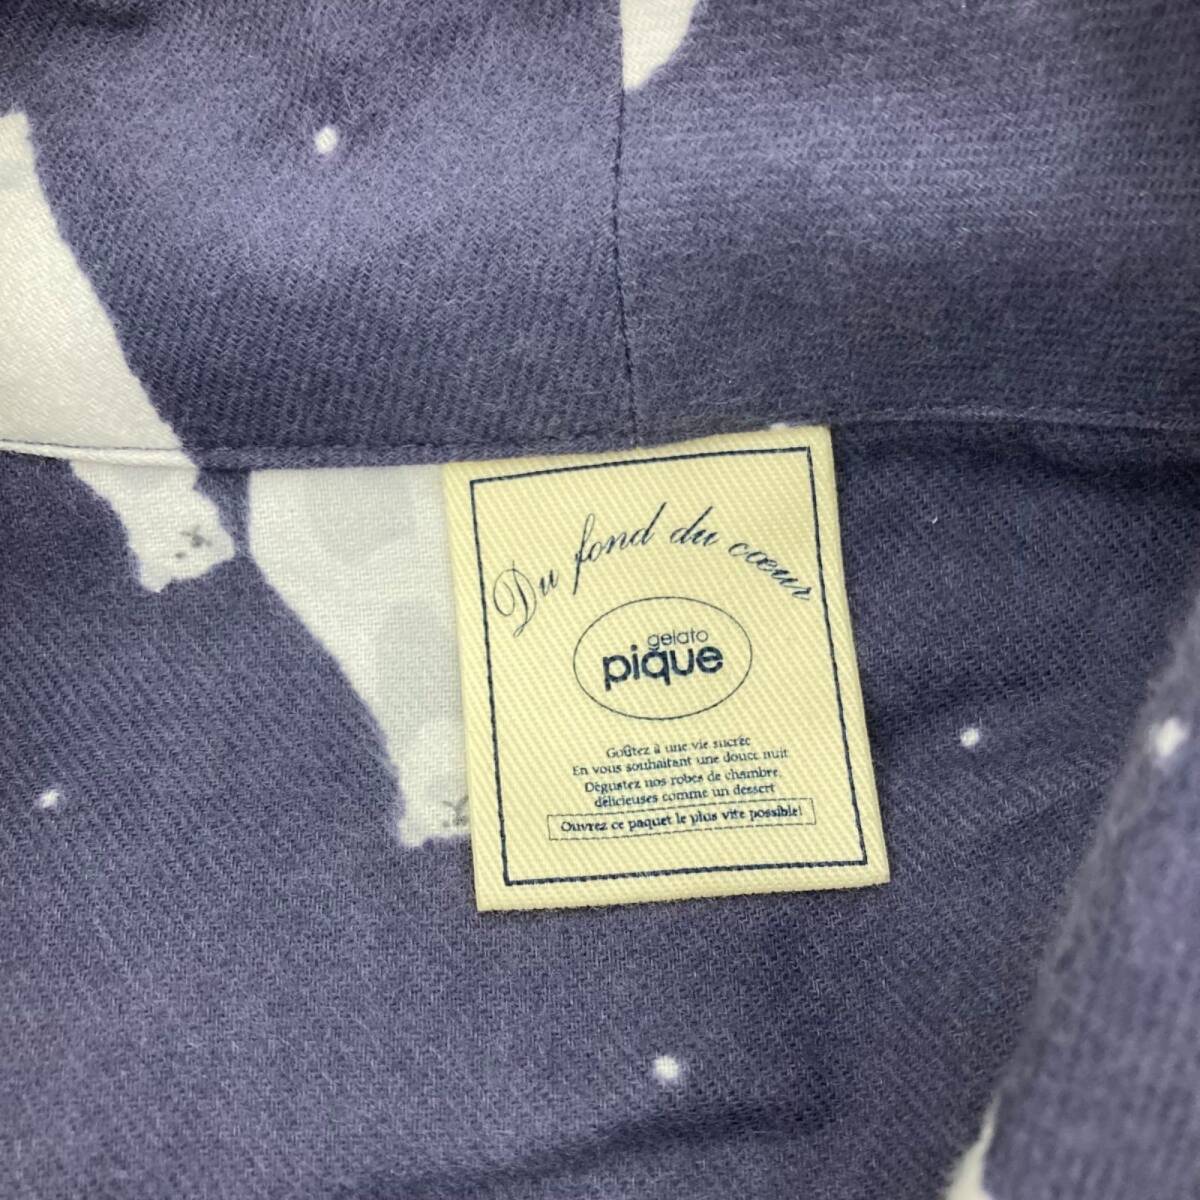 Du fond du cœur
gelato
pique
Goûtez à une vie sucrée
En vous souhaitant une douce nuit
Dégustez nos robes de chambre,
délicieuses comme un dessert
Ouvrez ce paquet le plus vite possible!